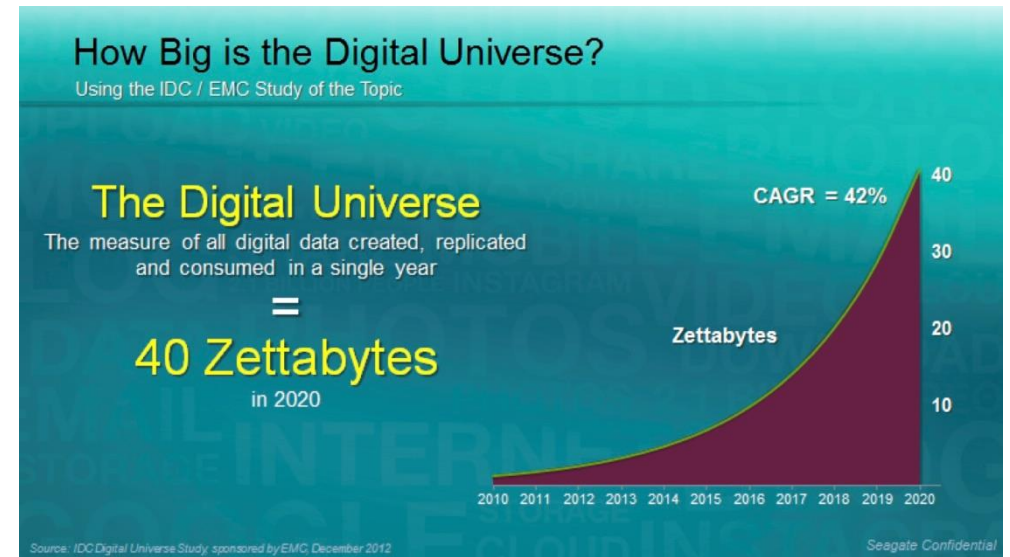 How Big is the Digital Universe?
Using the IDC / EMC Study of the Topic
The Digital Universe
The measure of all digital data created, replicated
and consumed in a single year
=
40 Zettabytes
in 2020
CAGR = 42%
Zettabytes
40
30
20
10
2010 2011 2012 2013 2014 2015 2016 2017 2018 2019 2020
Source: IDC Digital Universe Study, sponsored by EMC, December 2012
Seagate Confidential